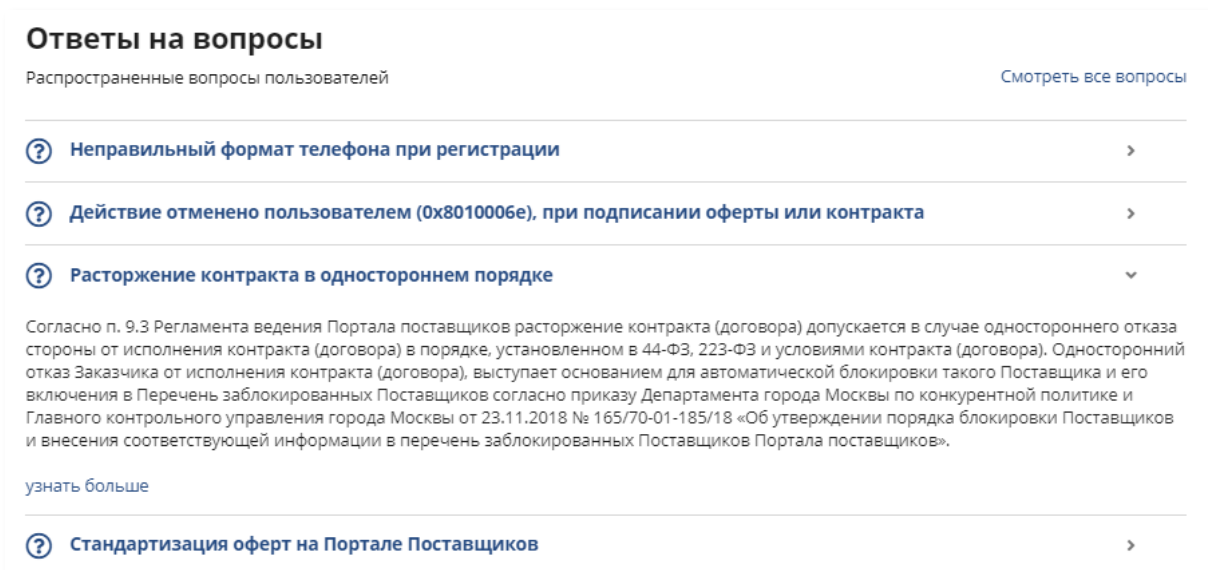 Ответы на вопросы
Распространенные вопросы пользователей
Смотреть все вопросы
Неправильный формат телефона при регистрации
Действие отменено пользователем (0x8010006e), при подписании оферты или контракта
Расторжение контракта в одностороннем порядке
Согласно п. 9.3 Регламента ведения Портала поставщиков расторжение контракта (договора) допускается в случае одностороннего отказа
стороны от исполнения контракта (договора) в порядке, установленном в 44-ФЗ, 223-ФЗ и условиями контракта (договора). Односторонний
отказ Заказчика от исполнения контракта (договора), выступает основанием для автоматической блокировки такого Поставщика и его
включения в Перечень заблокированных Поставщиков согласно приказу Департамента города Москвы по конкурентной политике и
Главного контрольного управления города Москвы от 23.11.2018 № 165/70-01-185/18 «Об утверждении порядка блокировки Поставщиков
и внесения соответствующей информации в перечень заблокированных Поставщиков Портала поставщиков».
узнать больше
Стандартизация оферт на Портале Поставщиков